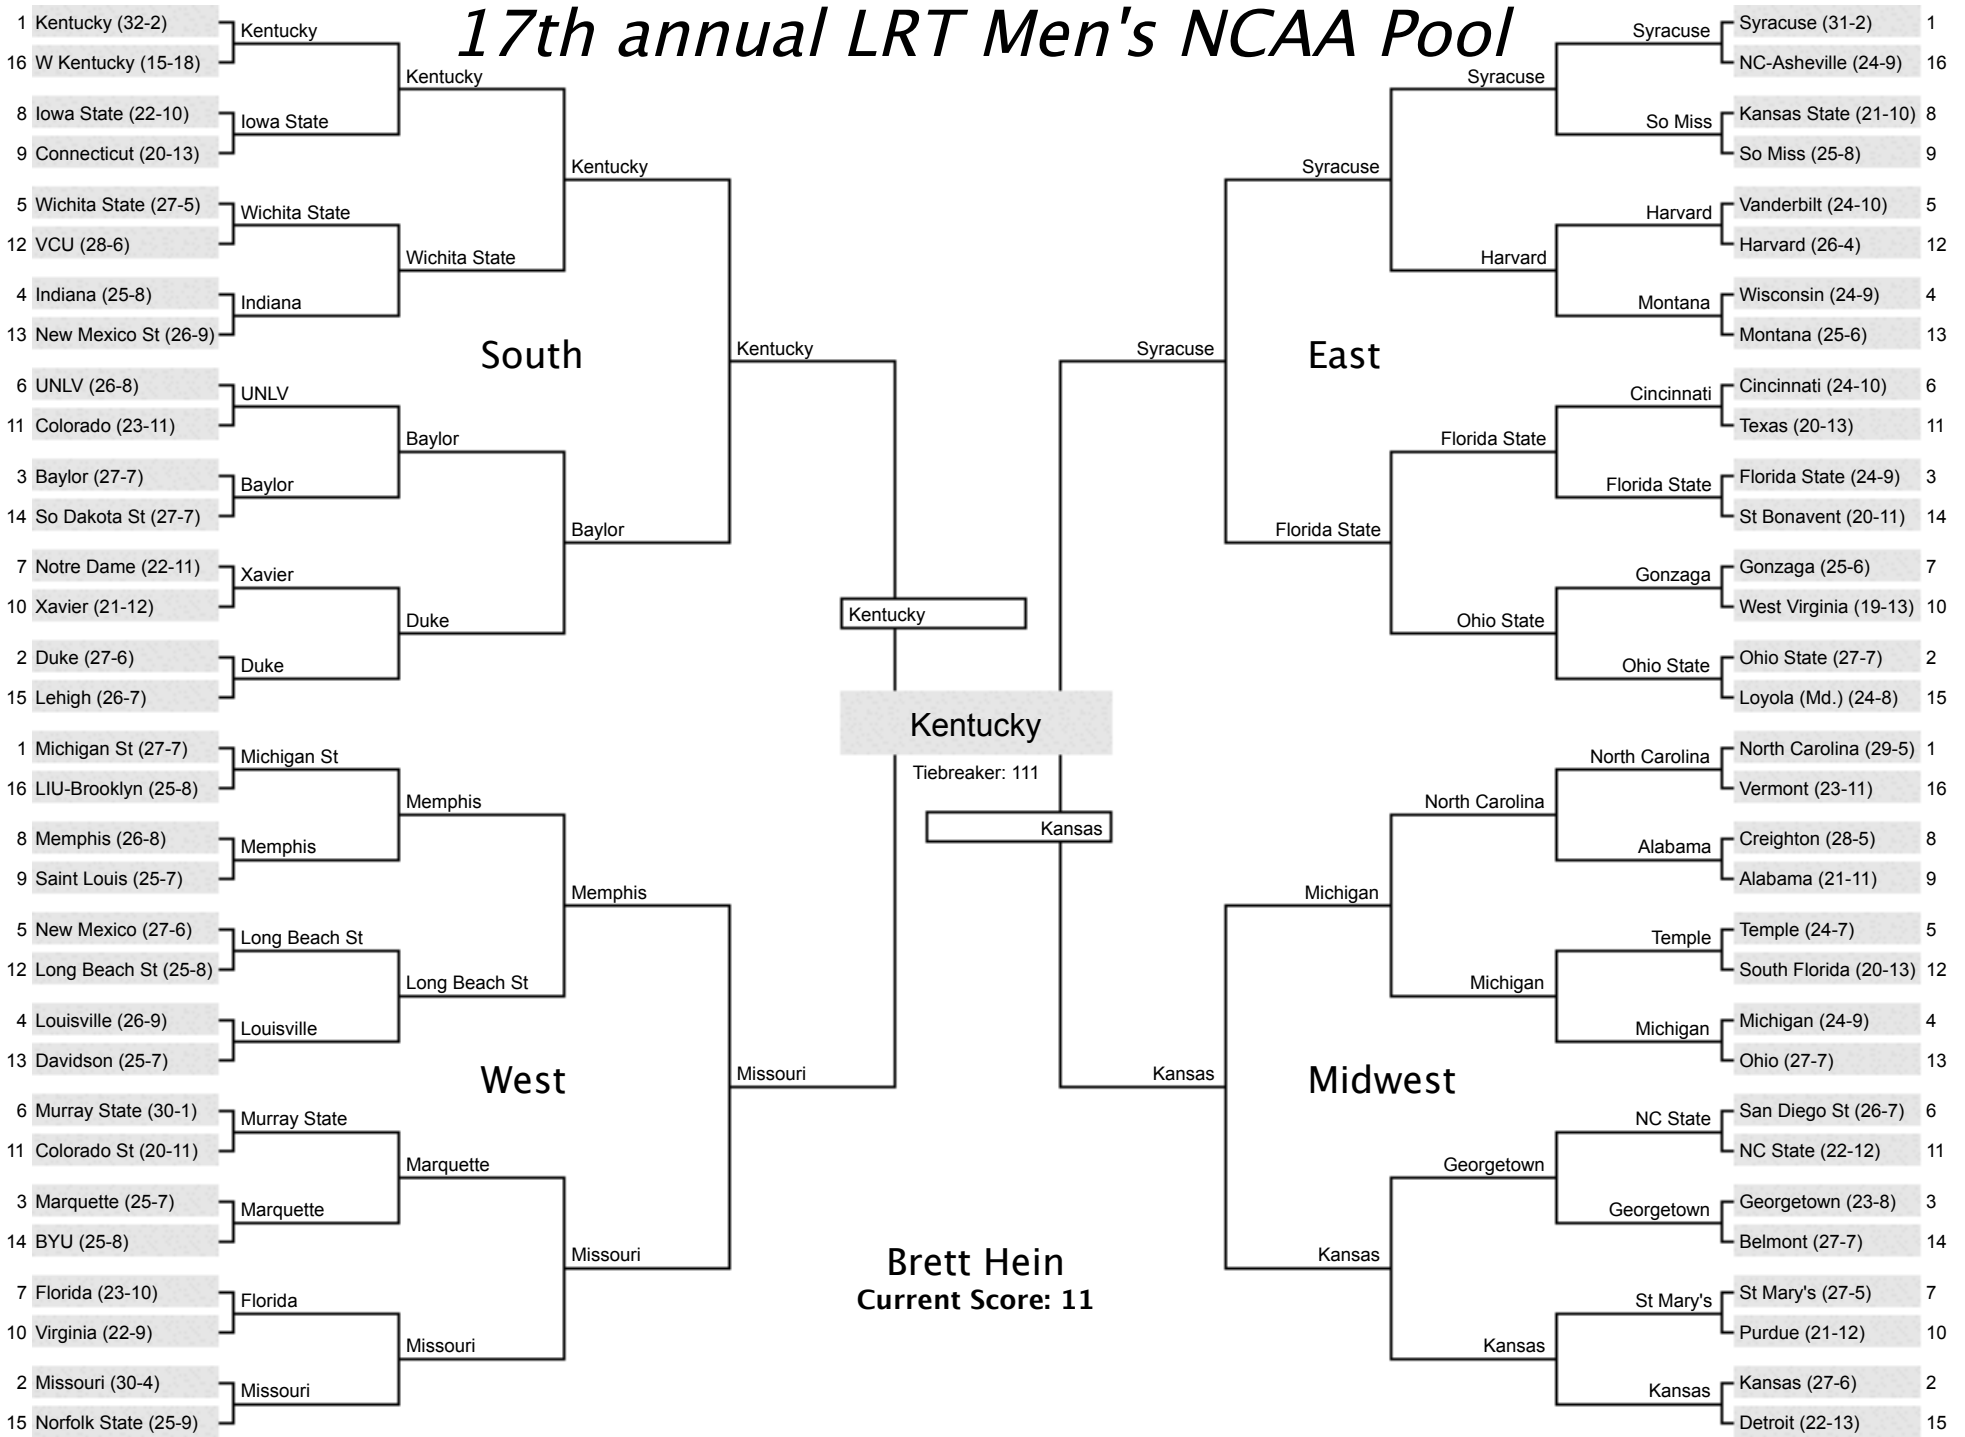 17th annual LRT Men's NCAA Pool
1 Kentucky (32-2)
16 W Kentucky (15-18)
8 Iowa State (22-10)
9 Connecticut (20-13)
5 Wichita State (27-5)
12 VCU (28-6)
4 Indiana (25-8)
13 New Mexico St (26-9)
6 UNLV (26-8)
11 Colorado (23-11)
3 Baylor (27-7)
14 So Dakota St (27-7)
7 Notre Dame (22-11)
10 Xavier (21-12)
2 Duke (27-6)
15 Lehigh (26-7)
Kentucky
Iowa State
Wichita State
Indiana
UNLV
Baylor
Xavier
Duke
Kentucky
Wichita State
Baylor
Duke
Kentucky
Baylor
Kentucky
South
1 Michigan St (27-7)
16 LIU-Brooklyn (25-8)
8 Memphis (26-8)
9 Saint Louis (25-7)
5 New Mexico (27-6)
12 Long Beach St (25-8)
4 Louisville (26-9)
13 Davidson (25-7)
6 Murray State (30-1)
11 Colorado St (20-11)
3 Marquette (25-7)
14 BYU (25-8)
7 Florida (23-10)
10 Virginia (22-9)
2 Missouri (30-4)
15 Norfolk State (25-9)
Michigan St
Memphis
Long Beach St
Louisville
Murray State
Marquette
Florida
Missouri
Memphis
Long Beach St
Marquette
Missouri
Memphis
Missouri
Missouri
West
Kentucky
Kentucky
Tiebreaker: 111
Kansas
Brett Hein
Current Score: 11
Syracuse (31-2) 1
NC-Asheville (24-9) 16
Kansas State (21-10) 8
So Miss (25-8) 9
Vanderbilt (24-10) 5
Harvard (26-4) 12
Wisconsin (24-9) 4
Montana (25-6) 13
Cincinnati (24-10) 6
Texas (20-13) 11
Florida State (24-9) 3
St Bonavent (20-11) 14
Gonzaga (25-6) 7
West Virginia (19-13) 10
Ohio State (27-7) 2
Loyola (Md.) (24-8) 15
Syracuse
So Miss
Harvard
Montana
Cincinnati
Florida State
Gonzaga
Ohio State
Syracuse
Harvard
Florida State
Ohio State
Syracuse
Florida State
Syracuse
East
North Carolina (29-5) 1
Vermont (23-11) 16
Creighton (28-5) 8
Alabama (21-11) 9
Temple (24-7) 5
South Florida (20-13) 12
Michigan (24-9) 4
Ohio (27-7) 13
San Diego St (26-7) 6
NC State (22-12) 11
Georgetown (23-8) 3
Belmont (27-7) 14
St Mary's (27-5) 7
Purdue (21-12) 10
Kansas (27-6) 2
Detroit (22-13) 15
North Carolina
Alabama
Temple
Michigan
NC State
Georgetown
St Mary's
Kansas
North Carolina
Michigan
Georgetown
Kansas
Michigan
Kansas
Kansas
Midwest